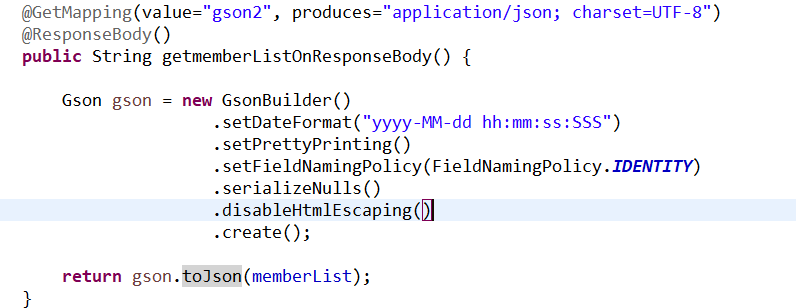 @GetMapping(value="gson2", produces="application/json; charset=UTF-8")
@ResponseBody()
public String getmemberListOnResponseBody() {
Gson gson = new GsonBuilder()
.setDateFormat("yyyy-MM-dd hh:mm:ss:SSS")
.setPrettyPrinting()
.setFieldNamingPolicy(FieldNamingPolicy.IDENTITY)
.serializeNulls()
.disableHtmlEscaping()
.create();
return gson.toJson(memberList);
}